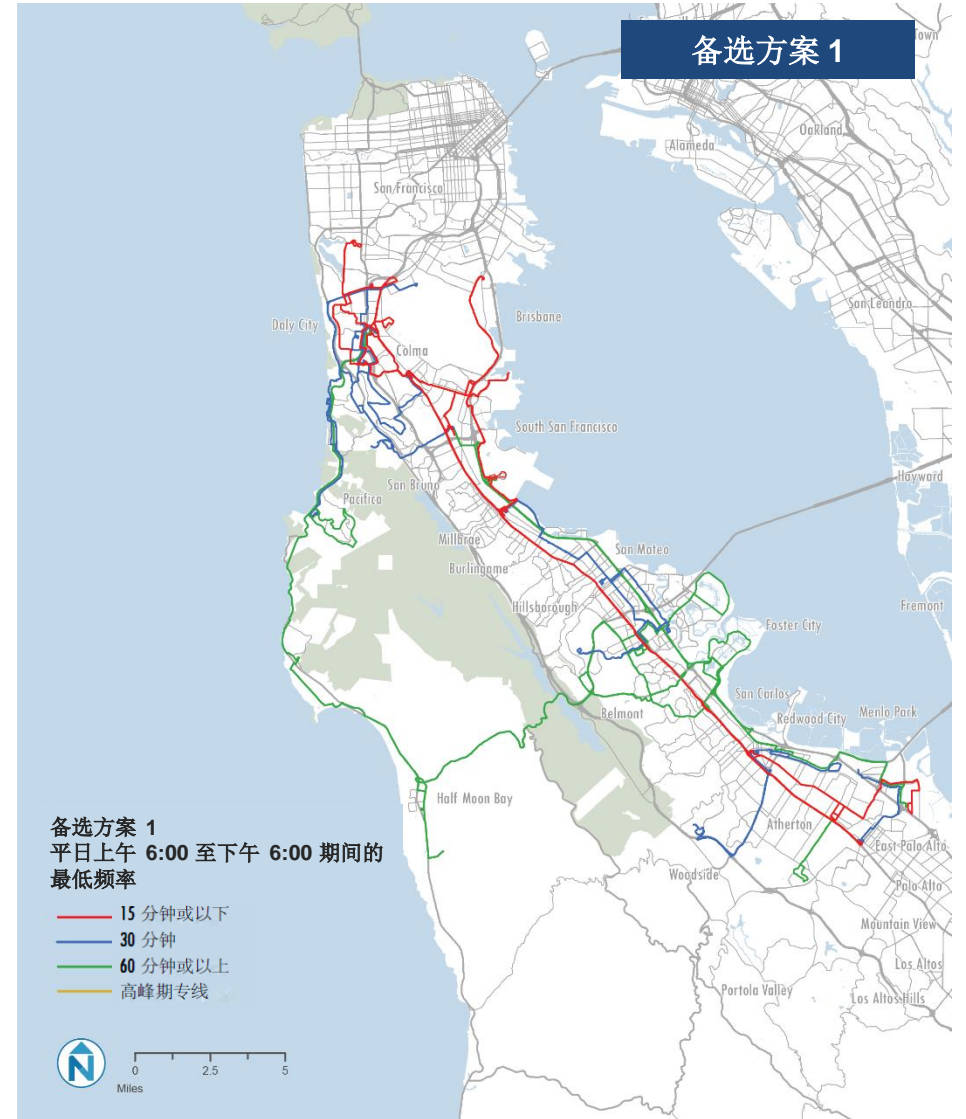 备选方案 1
Town
Oakland
Alameda
San Francisco
San Leandro
Brisbane
Daly City
Colma
South San Francisco
Hayward
San Bruno
Pacifica
Millbrae
San Mateo
Burlingame
Hillsborough
Fremont
Foster City
San Carlos
Menlo Park
Redwood City
Belmont
Half Moon Bay
Atherton
East Palo Alto
Woodside
Palo Alto
Mountain View
Los Altos
Portola Valley
Los Altos Hills
备选方案 1
平日上午 6:00 至下午 6:00 期间的
最低频率
15 分钟或以下
30 分钟
60 分钟或以上
高峰期专线
N
0 2.5 5
Miles